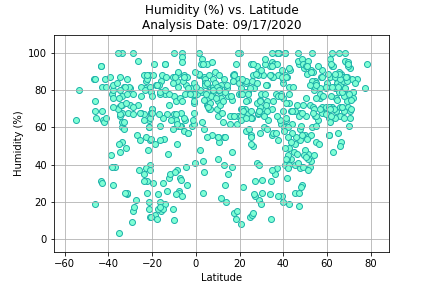 Humidity (%) vs. Latitude
Analysis Date: 09/17/2020
Humidity (%)
100
80
60
40
20
0
−60 −40 −20 0 20 40 60 80
Latitude